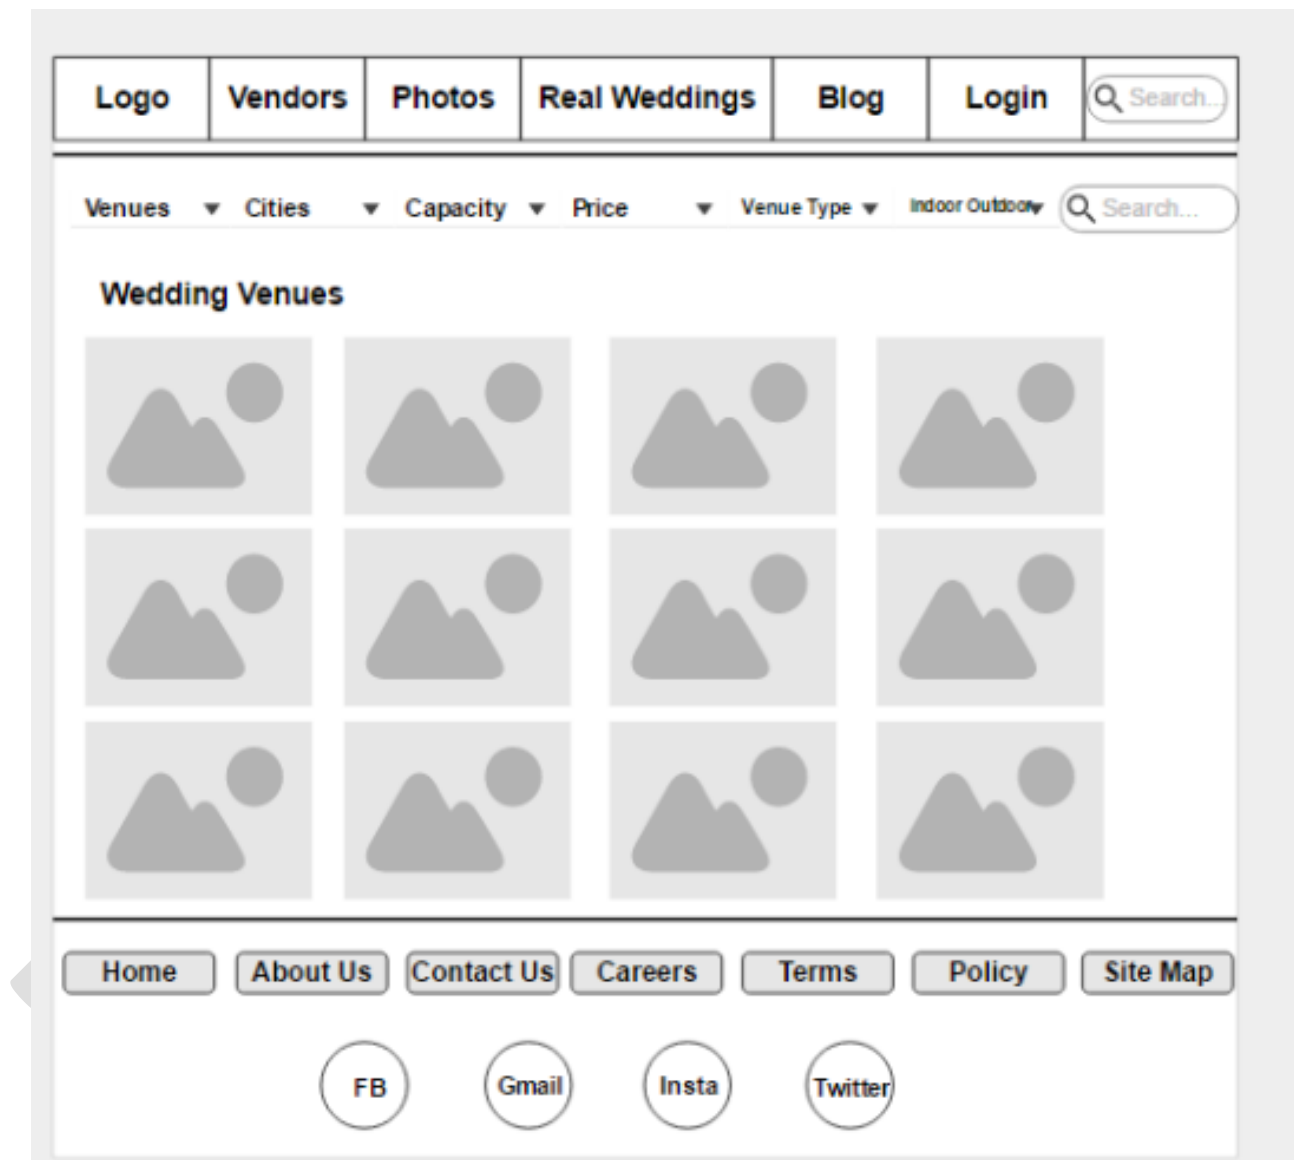 Logo Vendors Photos Real Weddings Blog Login Search...
Venues Cities Capacity Price Venue Type Indoor Outdoor Search...
Wedding Venues
Home About Us Contact Us Careers Terms Policy Site Map
FB Gmail Insta Twitter